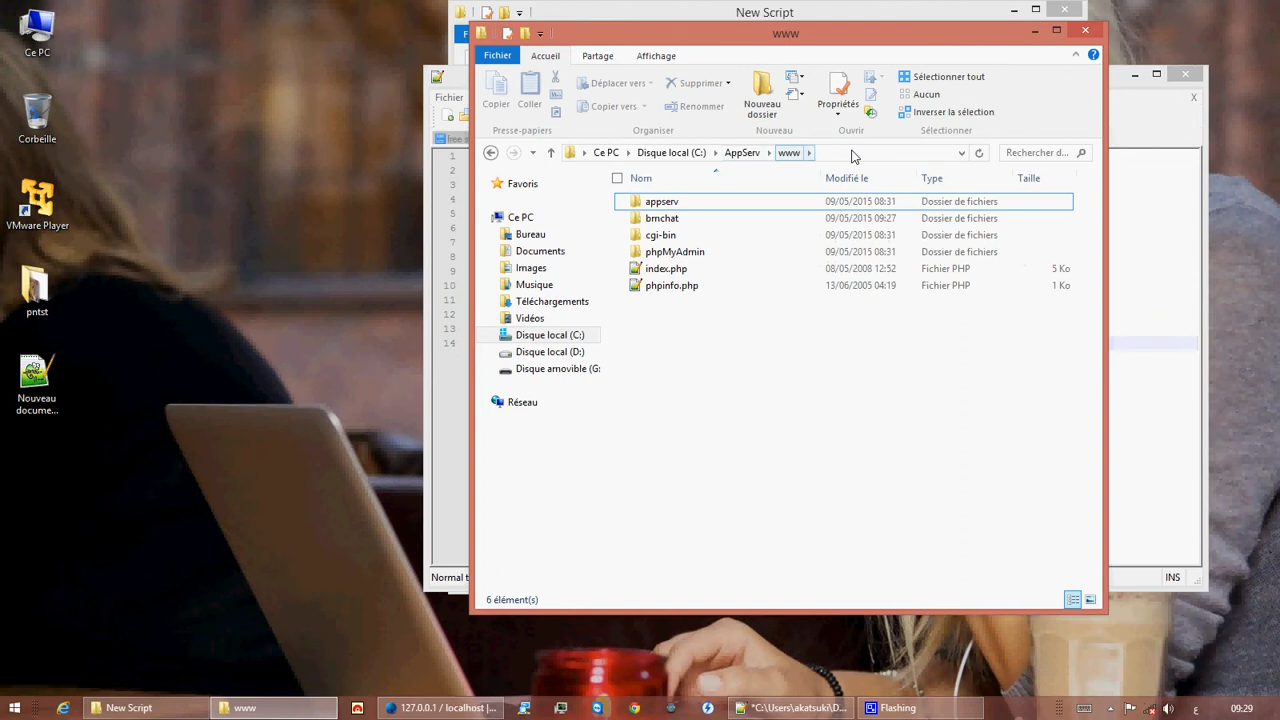 Ce PC
Corbeille
VMware Player
pntst
Nouveau
docume...
New Script
www
Fichier
Accueil
Partage
Affichage
Copier
Coller
Déplacer vers
Copier vers
Supprimer
Renommer
Nouveau
dossier
Propriétés
Sélectionner tout
Aucun
Inverser la sélection
Presse-papiers
Organiser
Nouveau
Ouvrir
Sélectionner
Ce PC
Disque local (C:)
AppServ
www
Rechercher d...
Nom
Modifié le
Type
Taille
appserv 09/05/2015 08:31 Dossier de fichiers
brnchat 09/05/2015 09:27 Dossier de fichiers
cgi-bin 09/05/2015 08:31 Dossier de fichiers
phpMyAdmin 09/05/2015 08:31 Dossier de fichiers
index.php 08/05/2008 12:52 Fichier PHP 5 Ko
phpinfo.php 13/06/2005 04:19 Fichier PHP 1 Ko
Favoris
Ce PC
Bureau
Documents
Images
Musique
Téléchargements
Vidéos
Disque local (C:)
Disque local (D:)
Disque amovible (G:
Réseau
6 élément(s)
Fichier
X
1
2
3
4
5
6
7
8
9
10
11
12
13
14
Normal t
INS
New Script
www
127.0.0.1 / localhost |...
*C:\Users\akatsuki\D...
Flashing
ع
09:29